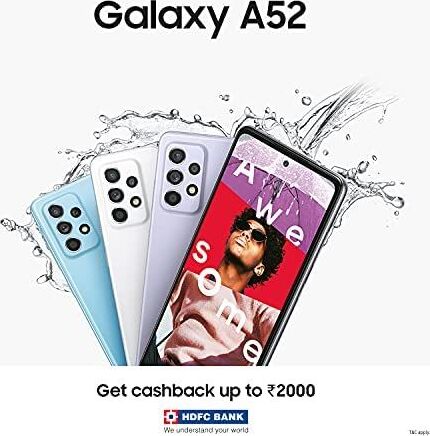 Galaxy A52
Awesome
Get cashback up to ₹2000
HDFC BANK
We understand your world
T&C apply.